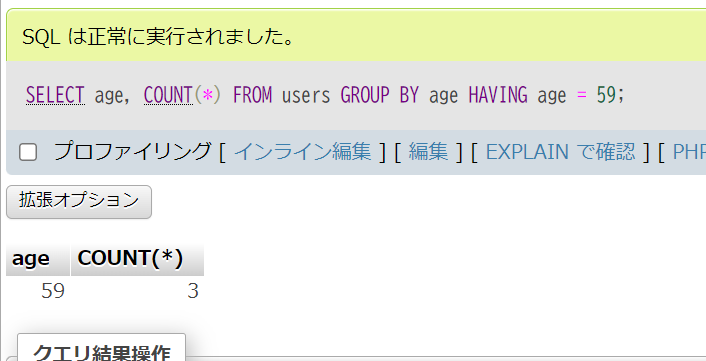 SQL は正常に実行されました。
SELECT age, COUNT(*) FROM users GROUP BY age HAVING age = 59;
プロファイリング [ インライン編集 ] [ 編集 ] [ EXPLAIN で確認 ] [ PHP
拡張オプション
age COUNT(*)
59 3
クエリ結果操作